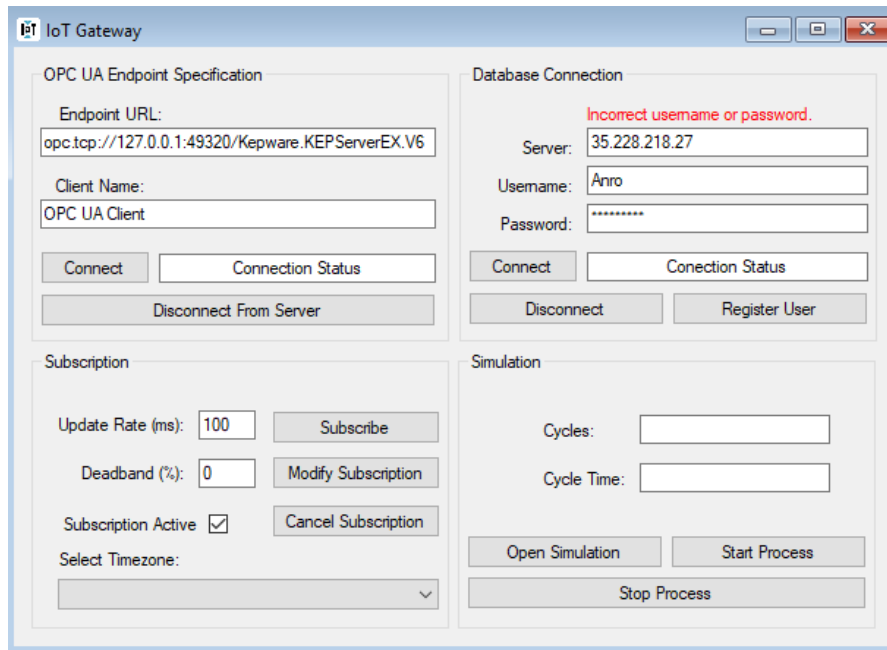 IoT Gateway
OPC UA Endpoint Specification
Endpoint URL:
opc.tcp://127.0.0.1:49320/Kepware.KEPServerEX.V6
Client Name:
OPC UA Client
Connect
Connection Status
Disconnect From Server
Database Connection
Incorrect username or password.
Server: 35.228.218.27
Username: Anro
Password: *********
Connect
Conection Status
Disconnect
Register User
Subscription
Update Rate (ms): 100
Subscribe
Deadband (%): 0
Modify Subscription
Subscription Active
Cancel Subscription
Select Timezone:
Simulation
Cycles:
Cycle Time:
Open Simulation
Start Process
Stop Process